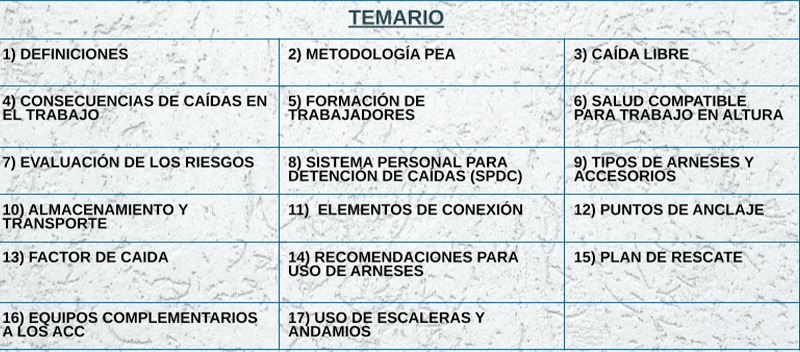 TEMARIO
1) DEFINICIONES
2) METODOLOGÍA PEA
3) CAÍDA LIBRE
4) CONSECUENCIAS DE CAÍDAS EN
EL TRABAJO
5) FORMACIÓN DE
TRABAJADORES
6) SALUD COMPATIBLE
PARA TRABAJO EN ALTURA
7) EVALUACIÓN DE LOS RIESGOS
8) SISTEMA PERSONAL PARA
DETENCIÓN DE CAÍDAS (SPDC)
9) TIPOS DE ARNESES Y
ACCESORIOS
10) ALMACENAMIENTO Y
TRANSPORTE
11)  ELEMENTOS DE CONEXIÓN
12) PUNTOS DE ANCLAJE
13) FACTOR DE CAIDA
14) RECOMENDACIONES PARA
USO DE ARNESES
15) PLAN DE RESCATE
16) EQUIPOS COMPLEMENTARIOS
A LOS ACC
17) USO DE ESCALERAS Y
ANDAMIOS